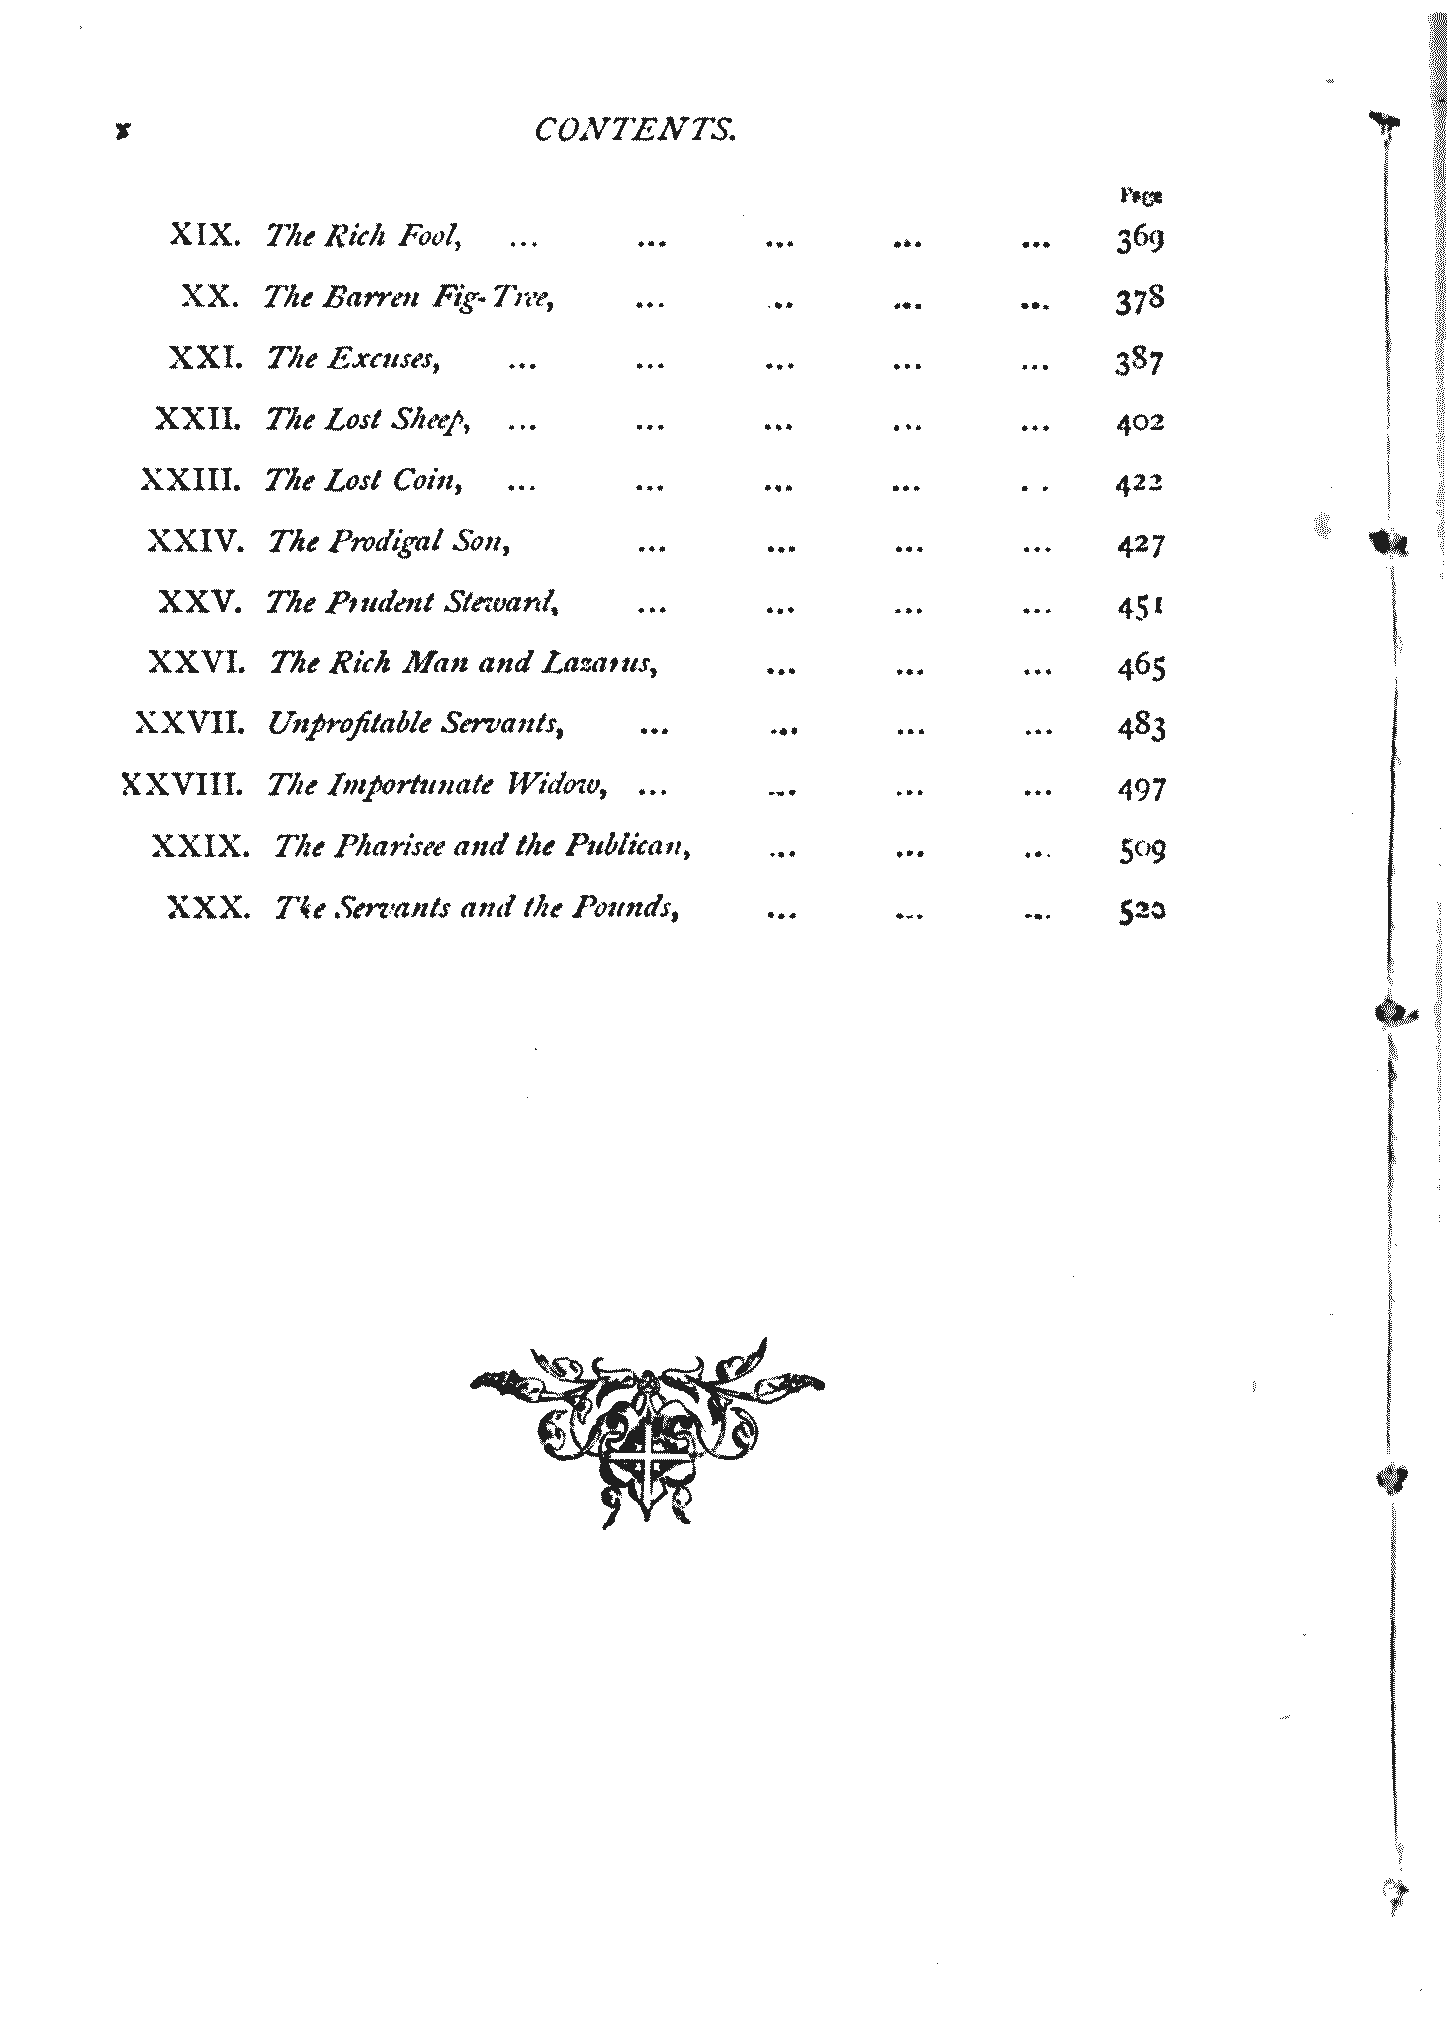 x CONTENTS.
Page
XIX. The Rich Fool, ... ... ... ... ... 369
XX. The Barren Fig-Tree, ... ... ... ... 378
XXI. The Excuses, ... ... ... ... ... 387
XXII. The Lost Sheep, ... ... ... ... ... 402
XXIII. The Lost Coin, ... ... ... ... . . 422
XXIV. The Prodigal Son, ... ... ... ... 427
XXV. The Prudent Steward, ... ... ... ... 451
XXVI. The Rich Man and Lazarus, ... ... ... 465
XXVII. Unprofitable Servants, ... ... ... ... 483
XXVIII. The Importunate Widow, ... ... ... ... 497
XXIX. The Pharisee and the Publican, ... ... ... 509
XXX. The Servants and the Pounds, ... ... ... 520